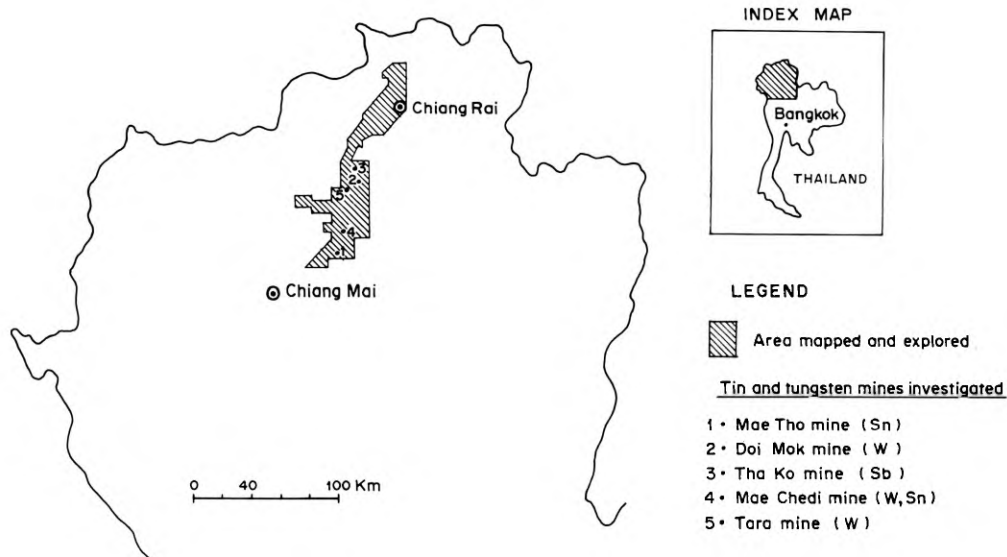 INDEX MAP
Bangkok
THAILAND
Chiang Rai
3
2
5
4
1
Chiang Mai
0 40 100 Km
LEGEND
Area mapped and explored
Tin and tungsten mines investigated
1 • Mae Tho mine (Sn)
2 • Doi Mok mine (W)
3 • Tha Ko mine (Sb)
4 • Mae Chedi mine (W,Sn)
5 • Tara mine (W)